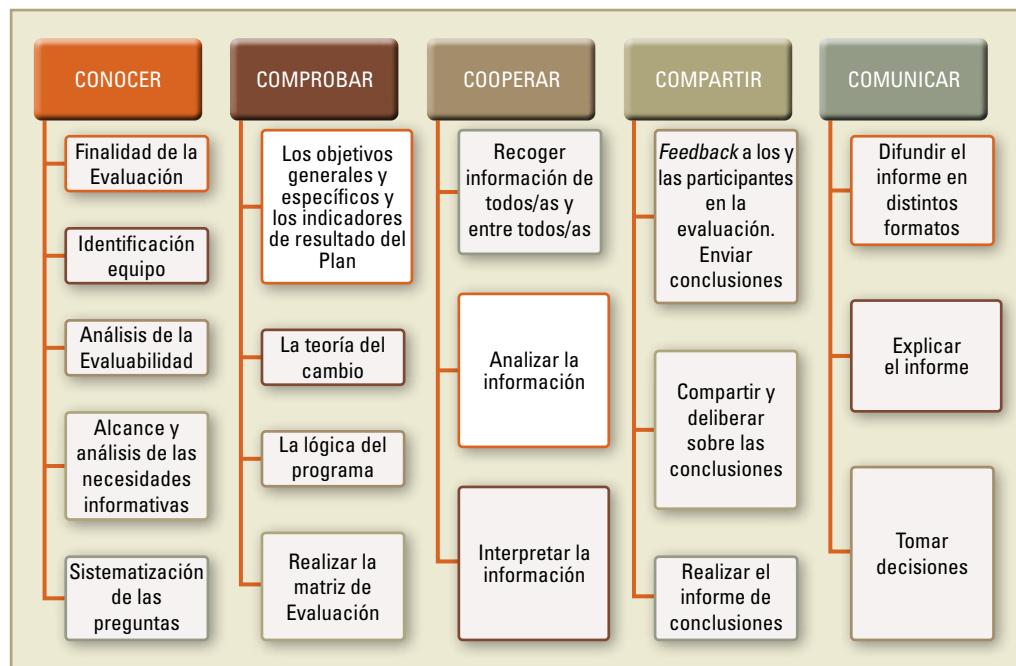 CONOCER
Finalidad de la
Evaluación
Identificación
equipo
Análisis de la
Evaluabilidad
Alcance y
análisis de las
necesidades
informativas
Sistematización
de las
preguntas
COMPROBAR
Los objetivos
generales y
específicos y
los indicadores
de resultado del
Plan
La teoría del
cambio
La lógica del
programa
Realizar la
matriz de
Evaluación
COOPERAR
Recoger
información de
todos/as y
entre todos/as
Analizar la
información
Interpretar la
información
COMPARTIR
Feedback a los y
las participantes
en la
evaluación.
Enviar
conclusiones
Compartir y
deliberar
sobre las
conclusiones
Realizar el
informe de
conclusiones
COMUNICAR
Difundir el
informe en
distintos
formatos
Explicar
el informe
Tomar
decisiones